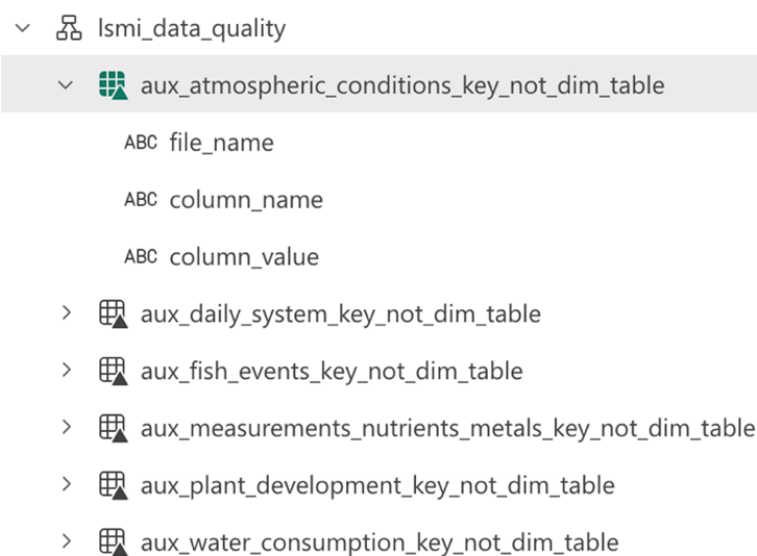 lsmi_data_quality
aux_atmospheric_conditions_key_not_dim_table
ABC file_name
ABC column_name
ABC column_value
aux_daily_system_key_not_dim_table
aux_fish_events_key_not_dim_table
aux_measurements_nutrients_metals_key_not_dim_table
aux_plant_development_key_not_dim_table
aux_water_consumption_key_not_dim_table